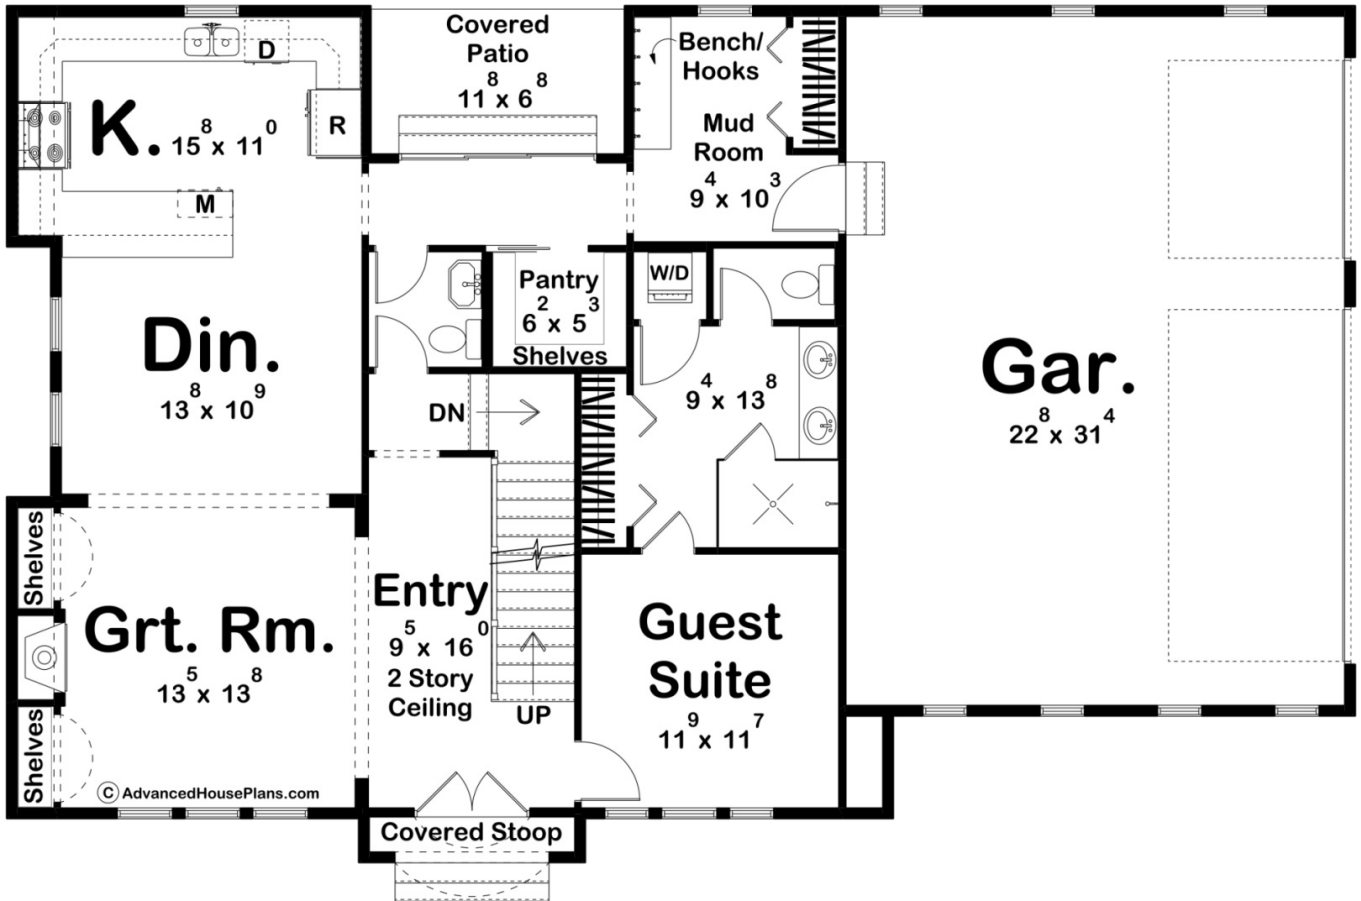 Covered
Patio
11⁸ x 6⁸
Bench/
Hooks
D
K. 15⁸ x 11⁰
R
Mud
Room
9⁴ x 10³
M
Pantry
6² x 5³
Shelves
W/D
Din.
13⁸ x 10⁹
DN
9⁴ x 13⁸
Gar.
22⁸ x 31⁴
Shelves
Grt. Rm.
13⁵ x 13⁸
Shelves
Entry
9⁵ x 16⁰
2 Story
Ceiling
UP
Guest
Suite
11⁹ x 11⁷
© AdvancedHousePlans.com
Covered Stoop